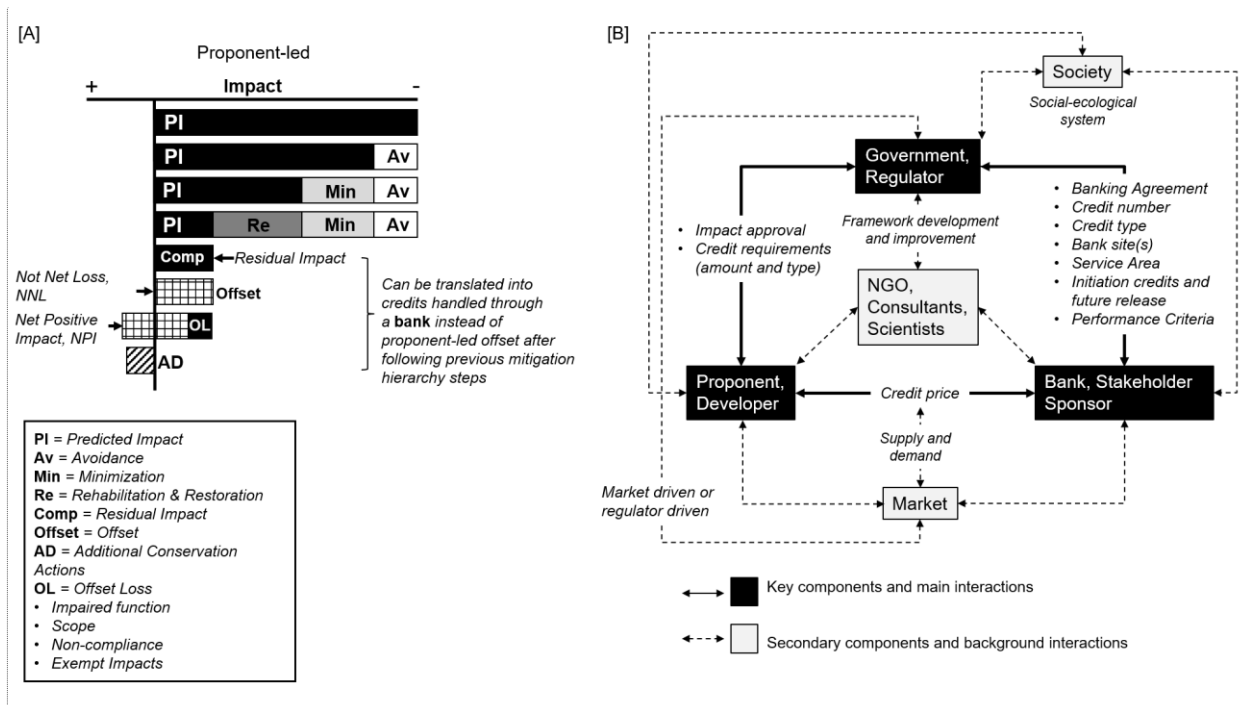 [A]
Proponent-led
+ Impact -
PI
PI Av
PI Min Av
PI Re Min Av
Comp Residual Impact
Not Net Loss,
NNL
Offset
Net Positive
Impact, NPI
OL
AD
Can be translated into
credits handled through
a bank instead of
proponent-led offset after
following previous mitigation
hierarchy steps
PI = Predicted Impact
Av = Avoidance
Min = Minimization
Re = Rehabilitation & Restoration
Comp = Residual Impact
Offset = Offset
AD = Additional Conservation
Actions
OL = Offset Loss
• Impaired function
• Scope
• Non-compliance
• Exempt Impacts
[B]
Society
Social-ecological
system
Government,
Regulator
• Impact approval
• Credit requirements
(amount and type)
Framework development
and improvement
• Banking Agreement
• Credit number
• Credit type
• Bank site(s)
• Service Area
• Initiation credits and
future release
• Performance Criteria
NGO,
Consultants,
Scientists
Proponent,
Developer
Credit price
Bank, Stakeholder
Sponsor
Supply and
demand
Market driven or
regulator driven
Market
Key components and main interactions
Secondary components and background interactions